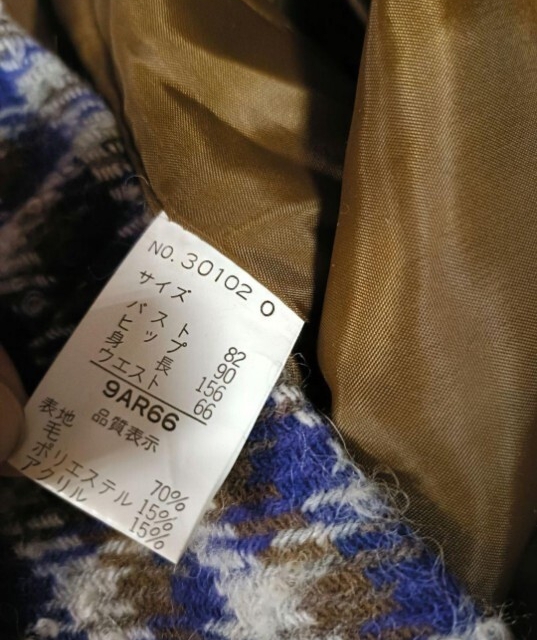 NO. 30102 0
サイズ
バスト 82
ヒップ 90
身長 156
ウエスト 66
9AR66
品質表示
表地
毛 70%
ポリエステル 15%
アクリル 15%